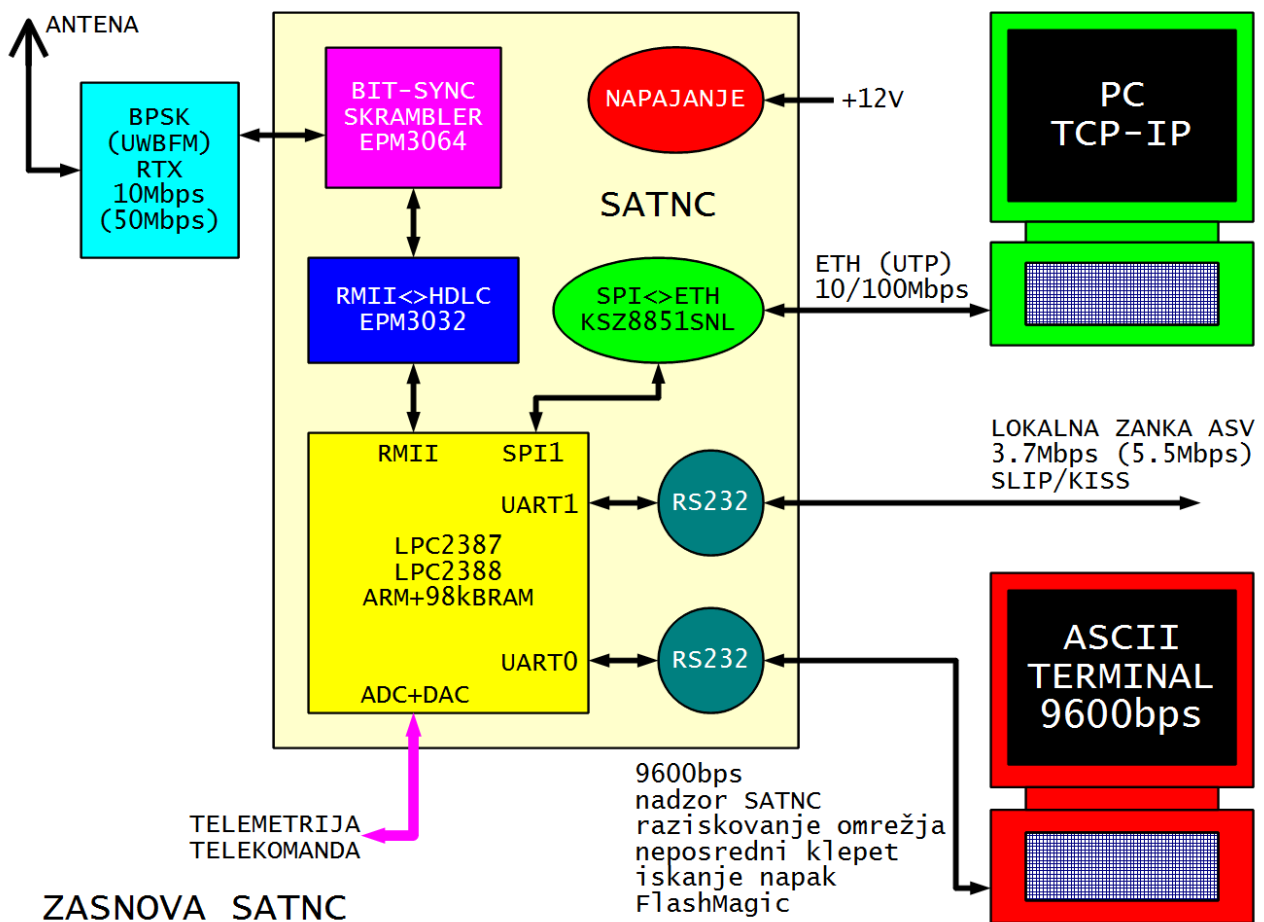 ANTENA
BPSK
(UWBFM)
RTX
10Mbps
(50Mbps)
BIT-SYNC
SKRAMBLER
EPM3064
NAPAJANJE
+12V
PC
TCP-IP
SATNC
RMII<>HDLC
EPM3032
SPI<>ETH
KSZ8851SNL
ETH (UTP)
10/100Mbps
RMII
SPI1
UART1
RS232
LOKALNA ZANKA ASV
3.7Mbps (5.5Mbps)
SLIP/KISS
LPC2387
LPC2388
ARM+98kBRAM
UART0
RS232
ADC+DAC
ASCII
TERMINAL
9600bps
TELEMETRIJA
TELEKOMANDA
9600bps
nadzor SATNC
raziskovanje omrežja
neposredni klepet
iskanje napak
FlashMagic
ZASNOVA SATNC